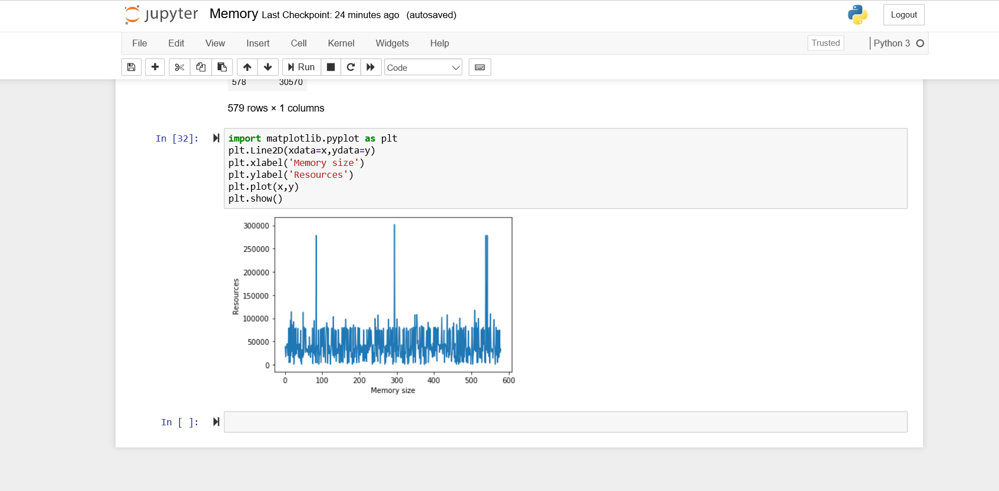 jupyter Memory Last Checkpoint: 24 minutes ago (autosaved) Logout
File Edit View Insert Cell Kernel Widgets Help Trusted Python 3
Run Code
578 30570
579 rows × 1 columns
In [32]: import matplotlib.pyplot as plt
plt.Line2D(xdata=x,ydata=y)
plt.xlabel('Memory size')
plt.ylabel('Resources')
plt.plot(x,y)
plt.show()
300000
250000
200000
150000
100000
50000
0
Resources
0 100 200 300 400 500 600
Memory size
In [ ]: